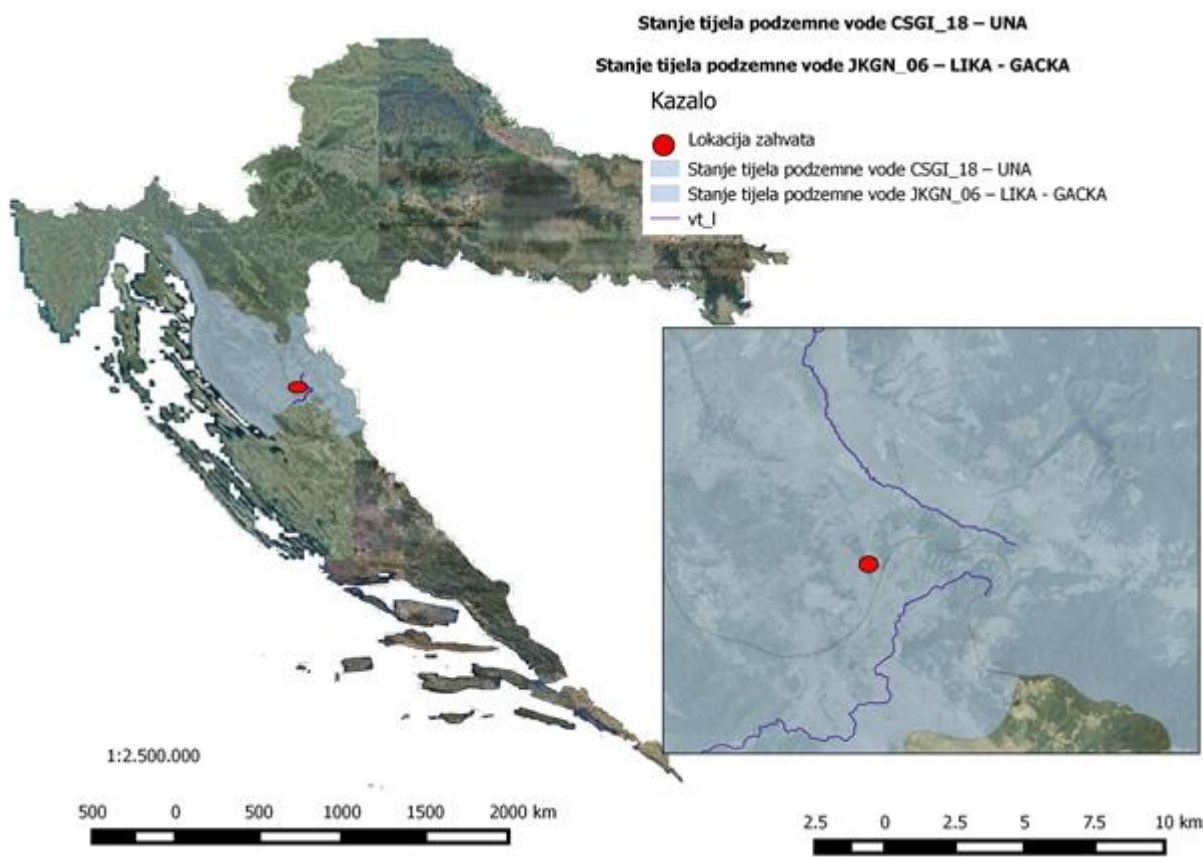 Stanje tijela podzemne vode CSGI_18 – UNA
Stanje tijela podzemne vode JKGN_06 – LIKA - GACKA
Kazalo
Lokacija zahvata
Stanje tijela podzemne vode CSGI_18 – UNA
Stanje tijela podzemne vode JKGN_06 – LIKA - GACKA
vt_l
1:2.500.000
500 0 500 1000 1500 2000 km
2.5 0 2.5 5 7.5 10 km